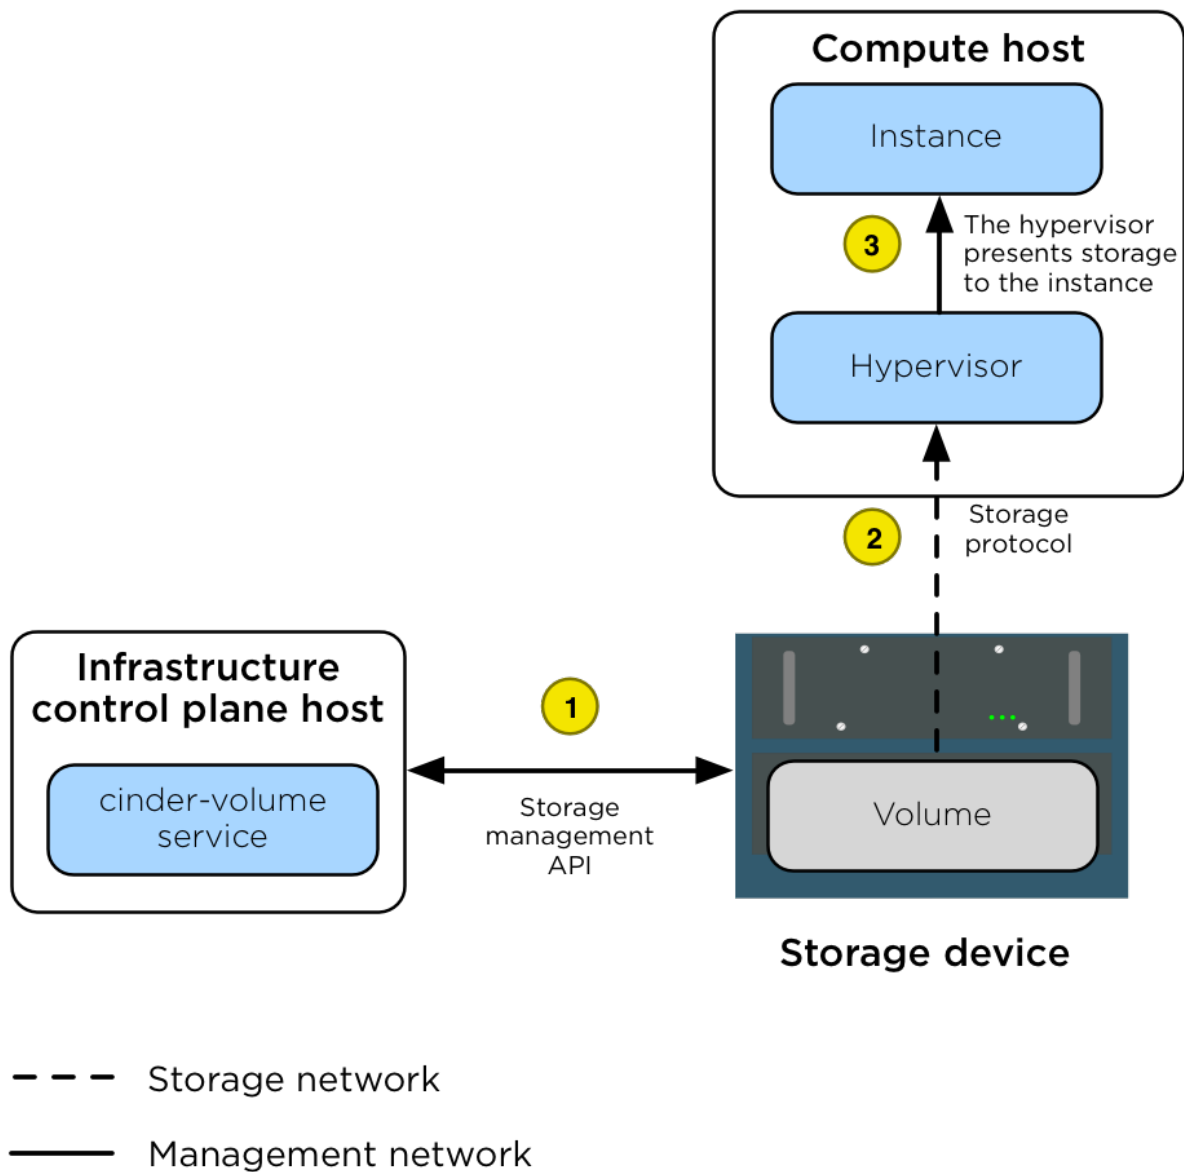 Compute host
Instance
3
The hypervisor
presents storage
to the instance
Hypervisor
2
Storage
protocol
Infrastructure
control plane host
cinder-volume
service
1
Storage
management
API
Volume
Storage device
Storage network
Management network